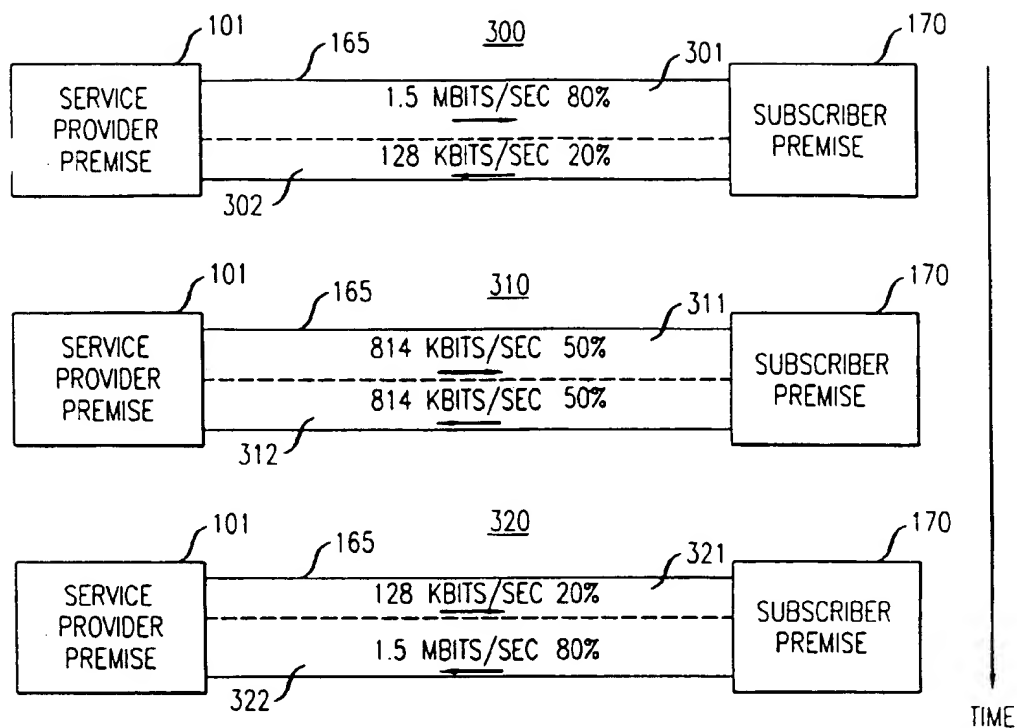 101
165
300
301
170
SERVICE
PROVIDER
PREMISE
1.5 MBITS/SEC 80%
128 KBITS/SEC 20%
SUBSCRIBER
PREMISE
302
101
165
310
311
170
SERVICE
PROVIDER
PREMISE
814 KBITS/SEC 50%
814 KBITS/SEC 50%
SUBSCRIBER
PREMISE
312
101
165
320
321
170
SERVICE
PROVIDER
PREMISE
128 KBITS/SEC 20%
1.5 MBITS/SEC 80%
SUBSCRIBER
PREMISE
322
TIME